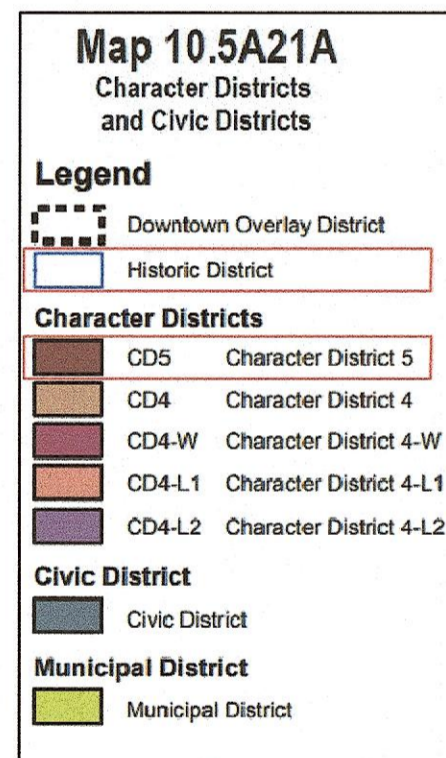 Map 10.5A21A
Character Districts
and Civic Districts
Legend
Downtown Overlay District
Historic District
Character Districts
CD5 Character District 5
CD4 Character District 4
CD4-W Character District 4-W
CD4-L1 Character District 4-L1
CD4-L2 Character District 4-L2
Civic District
Civic District
Municipal District
Municipal District